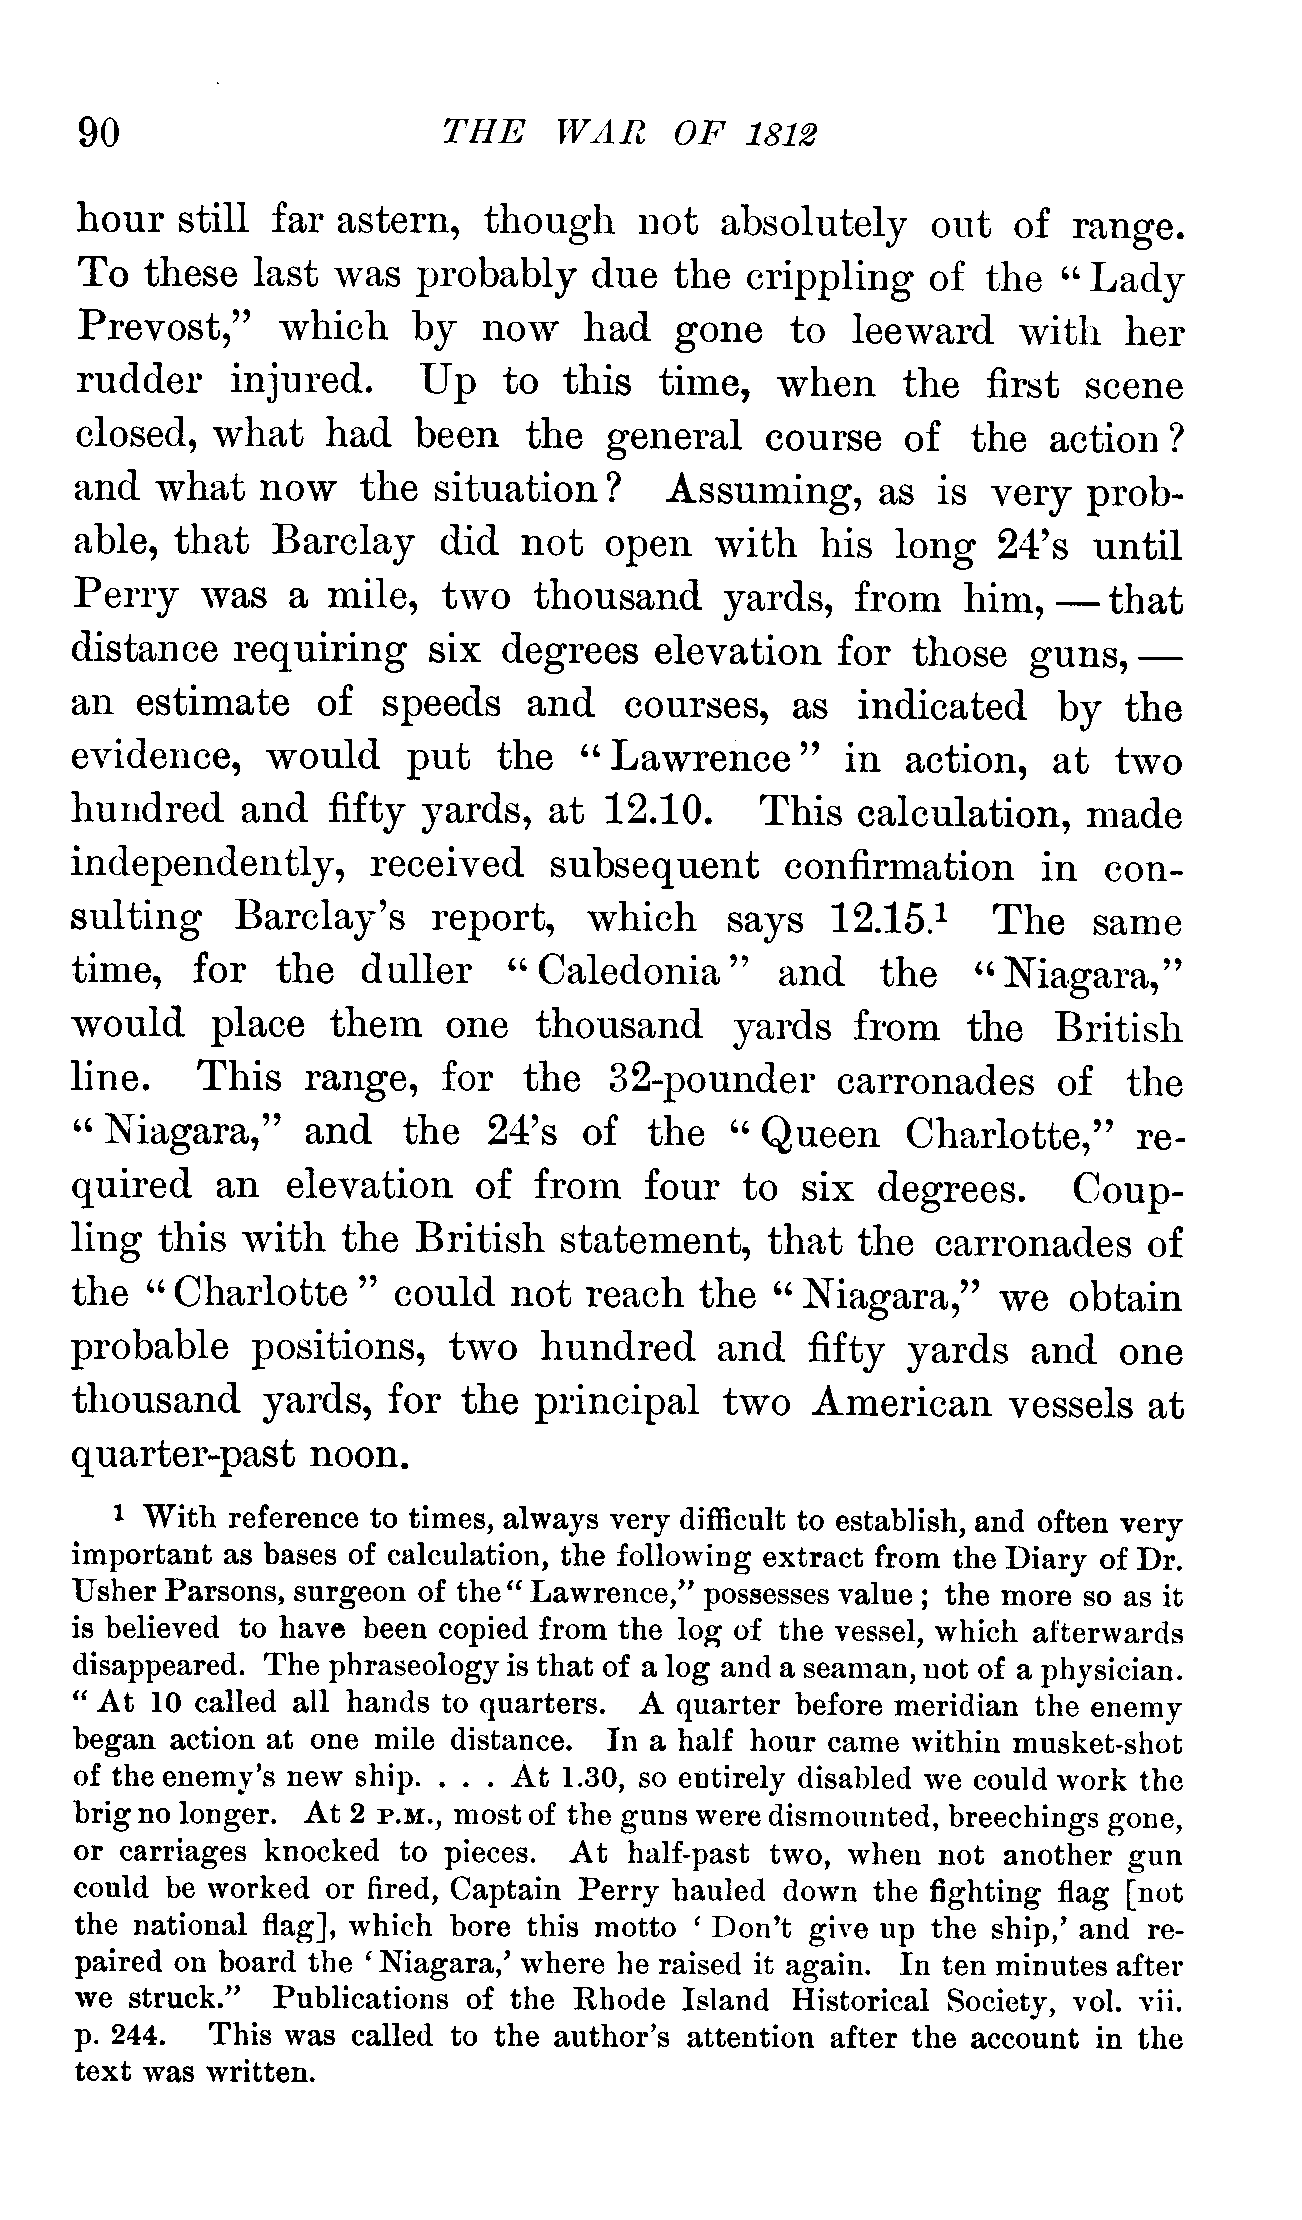 90 THE WAR OF 1812
hour still far astern, though not absolutely out of range.
To these last was probably due the crippling of the “Lady
Prevost,” which by now had gone to leeward with her
rudder injured. Up to this time, when the first scene
closed, what had been the general course of the action?
and what now the situation? Assuming, as is very prob-
able, that Barclay did not open with his long 24’s until
Perry was a mile, two thousand yards, from him, — that
distance requiring six degrees elevation for those guns, —
an estimate of speeds and courses, as indicated by the
evidence, would put the “Lawrence” in action, at two
hundred and fifty yards, at 12.10. This calculation, made
independently, received subsequent confirmation in con-
sulting Barclay’s report, which says 12.15.¹ The same
time, for the duller “Caledonia” and the “Niagara,”
would place them one thousand yards from the British
line. This range, for the 32-pounder carronades of the
“Niagara,” and the 24’s of the “Queen Charlotte,” re-
quired an elevation of from four to six degrees. Coup-
ling this with the British statement, that the carronades of
the “Charlotte” could not reach the “Niagara,” we obtain
probable positions, two hundred and fifty yards and one
thousand yards, for the principal two American vessels at
quarter-past noon.
¹ With reference to times, always very difficult to establish, and often very
important as bases of calculation, the following extract from the Diary of Dr.
Usher Parsons, surgeon of the “Lawrence,” possesses value; the more so as it
is believed to have been copied from the log of the vessel, which afterwards
disappeared. The phraseology is that of a log and a seaman, not of a physician.
“At 10 called all hands to quarters. A quarter before meridian the enemy
began action at one mile distance. In a half hour came within musket-shot
of the enemy’s new ship. . . . At 1.30, so entirely disabled we could work the
brig no longer. At 2 P.M., most of the guns were dismounted, breechings gone,
or carriages knocked to pieces. At half-past two, when not another gun
could be worked or fired, Captain Perry hauled down the fighting flag [not
the national flag], which bore this motto ‘Don’t give up the ship,’ and re-
paired on board the ‘Niagara,’ where he raised it again. In ten minutes after
we struck.” Publications of the Rhode Island Historical Society, vol. vii.
p. 244. This was called to the author’s attention after the account in the
text was written.